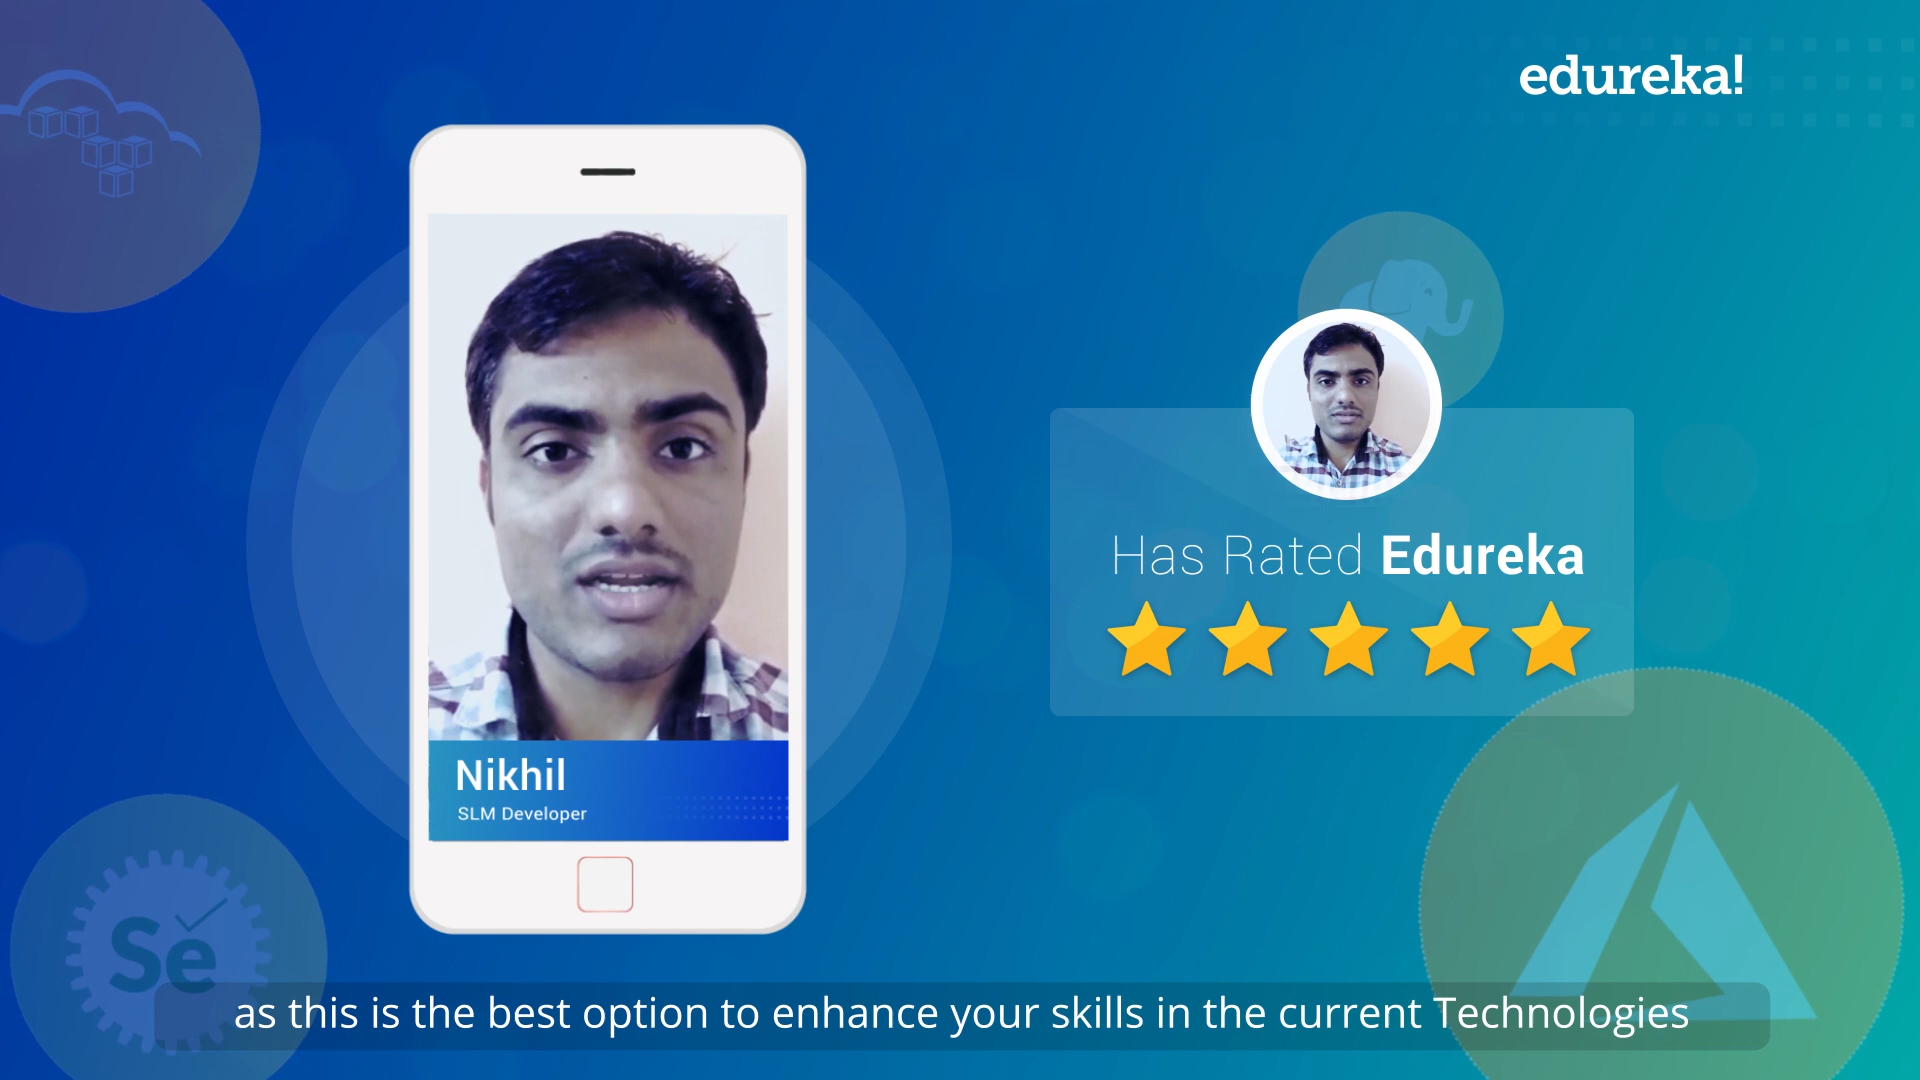 edureka!
Has Rated Edureka
Nikhil
SLM Developer
Se
as this is the best option to enhance your skills in the current Technologies